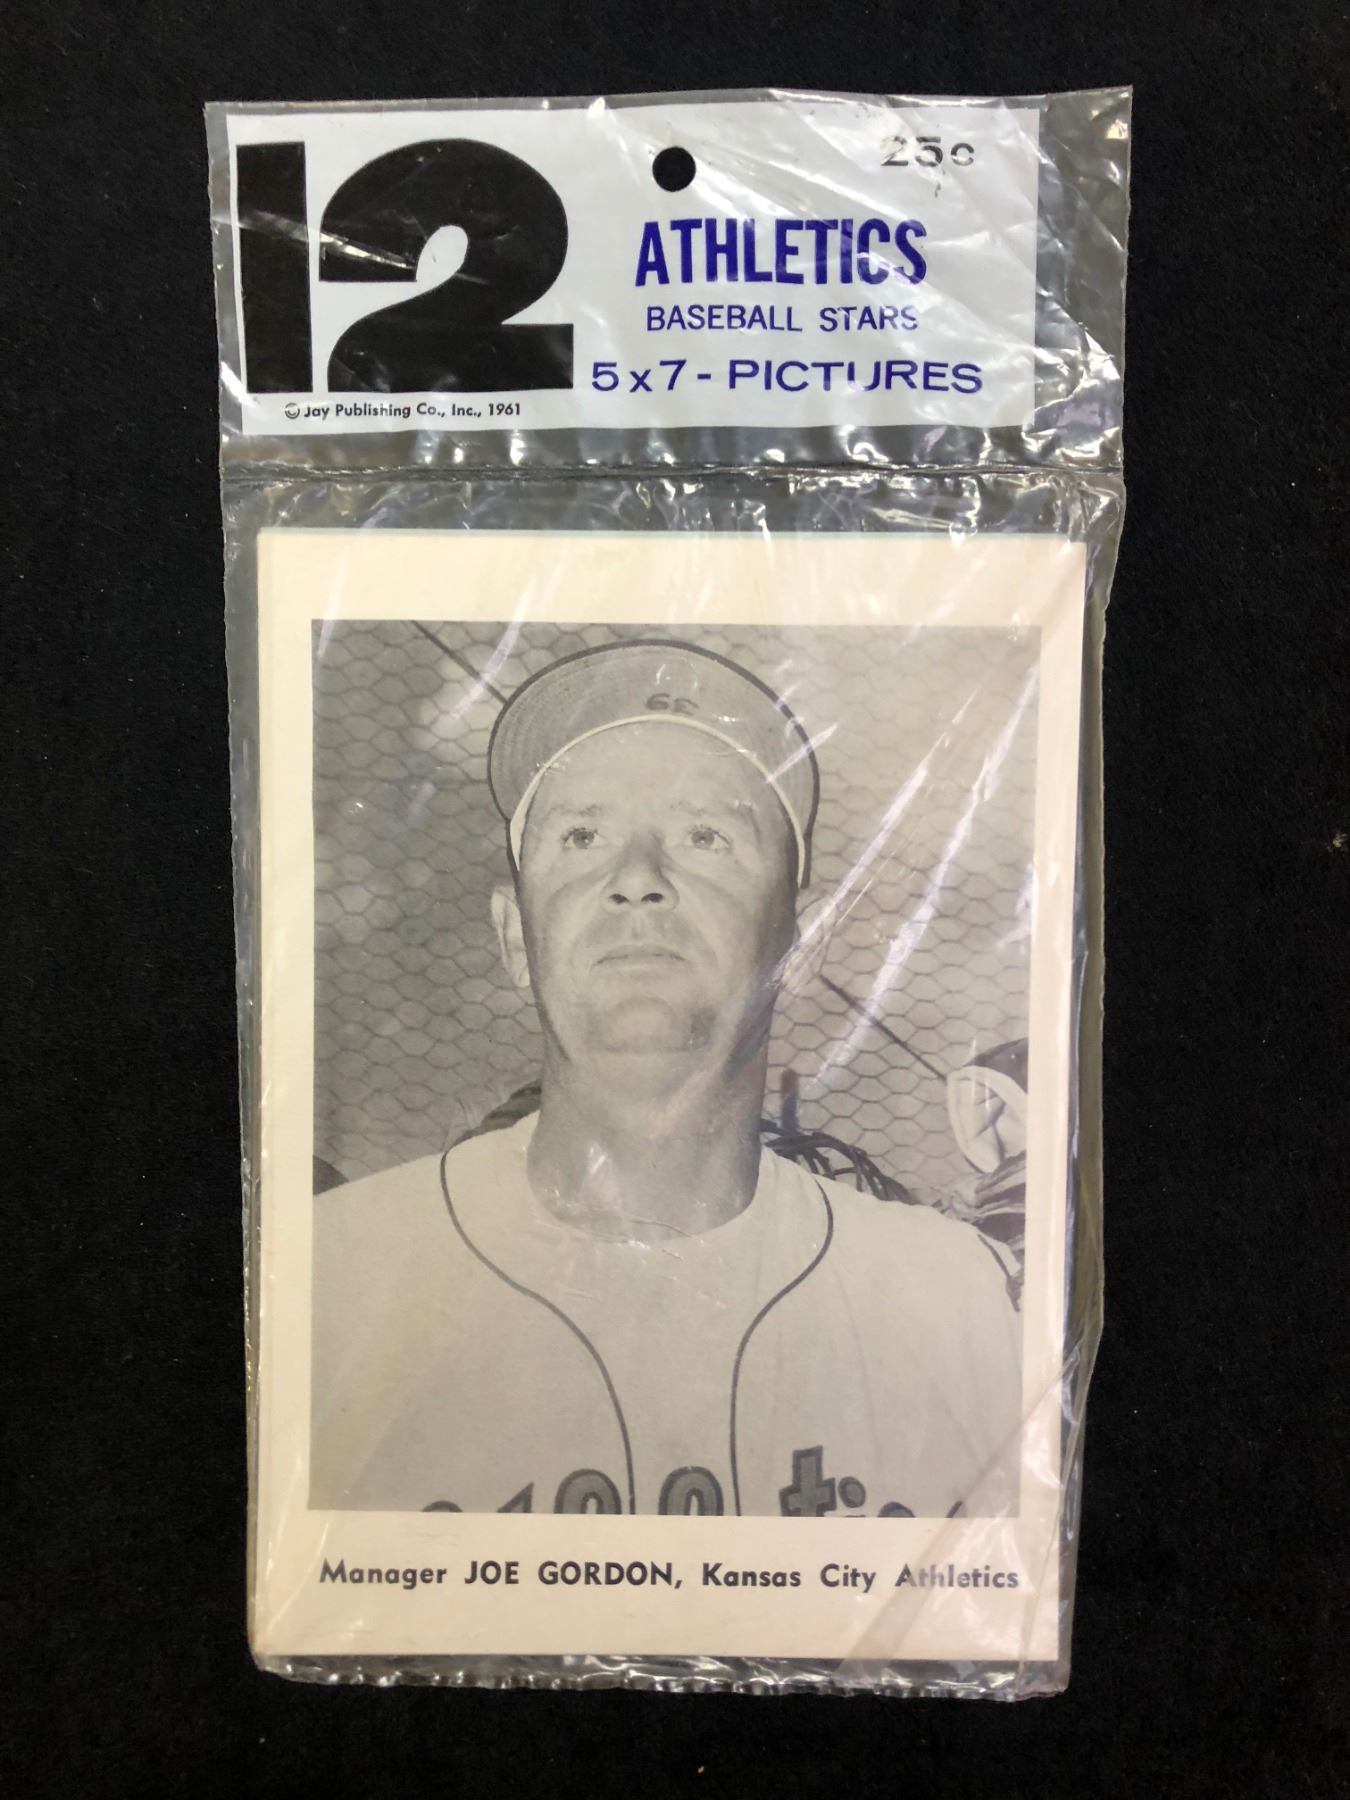 12
25¢
ATHLETICS
BASEBALL STARS
5 x 7 - PICTURES
© Jay Publishing Co., Inc., 1961
39
Manager JOE GORDON, Kansas City Athletics